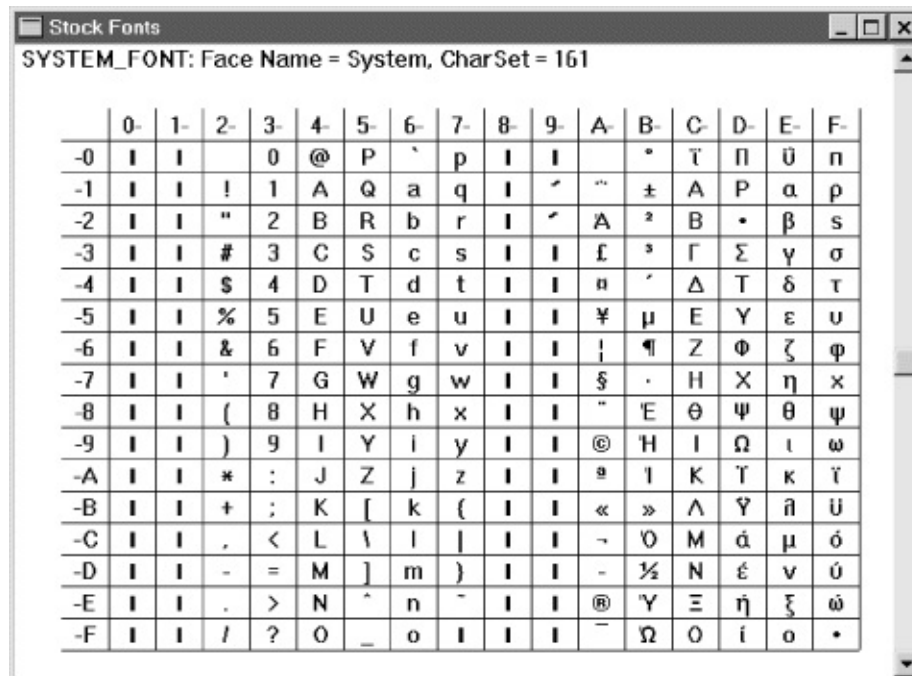 Stock Fonts
SYSTEM_FONT: Face Name = System, CharSet = 161
0- 1- 2- 3- 4- 5- 6- 7- 8- 9- A- B- C- D- E- F-
-0 ▮ ▮ 0 @ P ` p ▮ ▮ ° ΐ Π ΰ π
-1 ▮ ▮ ! 1 A Q a q ▮ ‘ ΅ ± Α Ρ α ρ
-2 ▮ ▮ " 2 B R b r ▮ ’ Ά ² Β • β ς
-3 ▮ ▮ # 3 C S c s ▮ ▮ £ ³ Γ Σ γ σ
-4 ▮ ▮ $ 4 D T d t ▮ ▮ ¤ ΄ Δ Τ δ τ
-5 ▮ ▮ % 5 E U e u ▮ ▮ ¥ μ Ε Υ ε υ
-6 ▮ ▮ & 6 F V f v ▮ ▮ ¦ ¶ Ζ Φ ζ φ
-7 ▮ ▮ ' 7 G W g w ▮ ▮ § · Η Χ η χ
-8 ▮ ▮ ( 8 H X h x ▮ ▮ ¨ Έ Θ Ψ θ ψ
-9 ▮ ▮ ) 9 I Y i y ▮ ▮ © Ή Ι Ω ι ω
-A ▮ ▮ * : J Z j z ▮ ▮ ª Ί Κ Ϊ κ ϊ
-B ▮ ▮ + ; K [ k { ▮ ▮ « » Λ Ϋ λ ϋ
-C ▮ ▮ , < L \ l | ▮ ▮ ¬ Ό Μ ά μ ό
-D ▮ ▮ - = M ] m } ▮ ▮ - ½ Ν έ ν ύ
-E ▮ ▮ . > N ^ n ~ ▮ ▮ ® Ύ Ξ ή ξ ώ
-F ▮ ▮ / ? O _ o ▮ ▮ ▮ ― Ώ Ο ί ο •